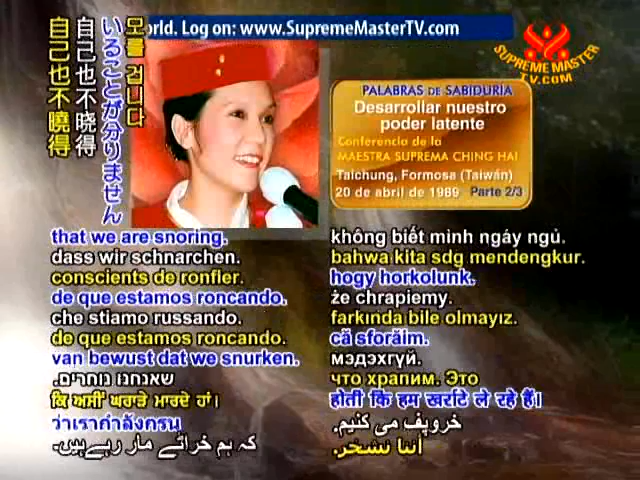 orld. Log on: www.SupremeMasterTV.com
SUPREME MASTER
TV.COM
PALABRAS DE SABIDURÍA
Desarrollar nuestro
poder latente
Conferencia de la
MAESTRA SUPREMA CHING HAI
Taichung, Formosa (Taiwán)
20 de abril de 1989 Parte 2/3
모를 겁니다
いることが分りません
自己也不晓得
自己也不曉得
that we are snoring.
dass wir schnarchen.
conscients de ronfler.
de que estamos roncando.
che stiamo russando.
de que estamos roncando.
van bewust dat we snurken.
שאנחנו נוחרים.
ਕਿ ਅਸੀਂ ਘਰਾੜੇ ਮਾਰਦੇ ਹਾਂ।
ว่าเรากำลังกรน
که ہم خراٹے مار رہے ہیں.
không biết mình ngáy ngủ.
bahwa kita sdg mendengkur.
hogy horkolunk.
że chrapiemy.
farkında bile olmayız.
că sforăim.
мэдэхгүй.
что храпим. Это
होती कि हम खर्राटे ले रहे हैं।
خروپف می کنیم.
أننا نشخر.